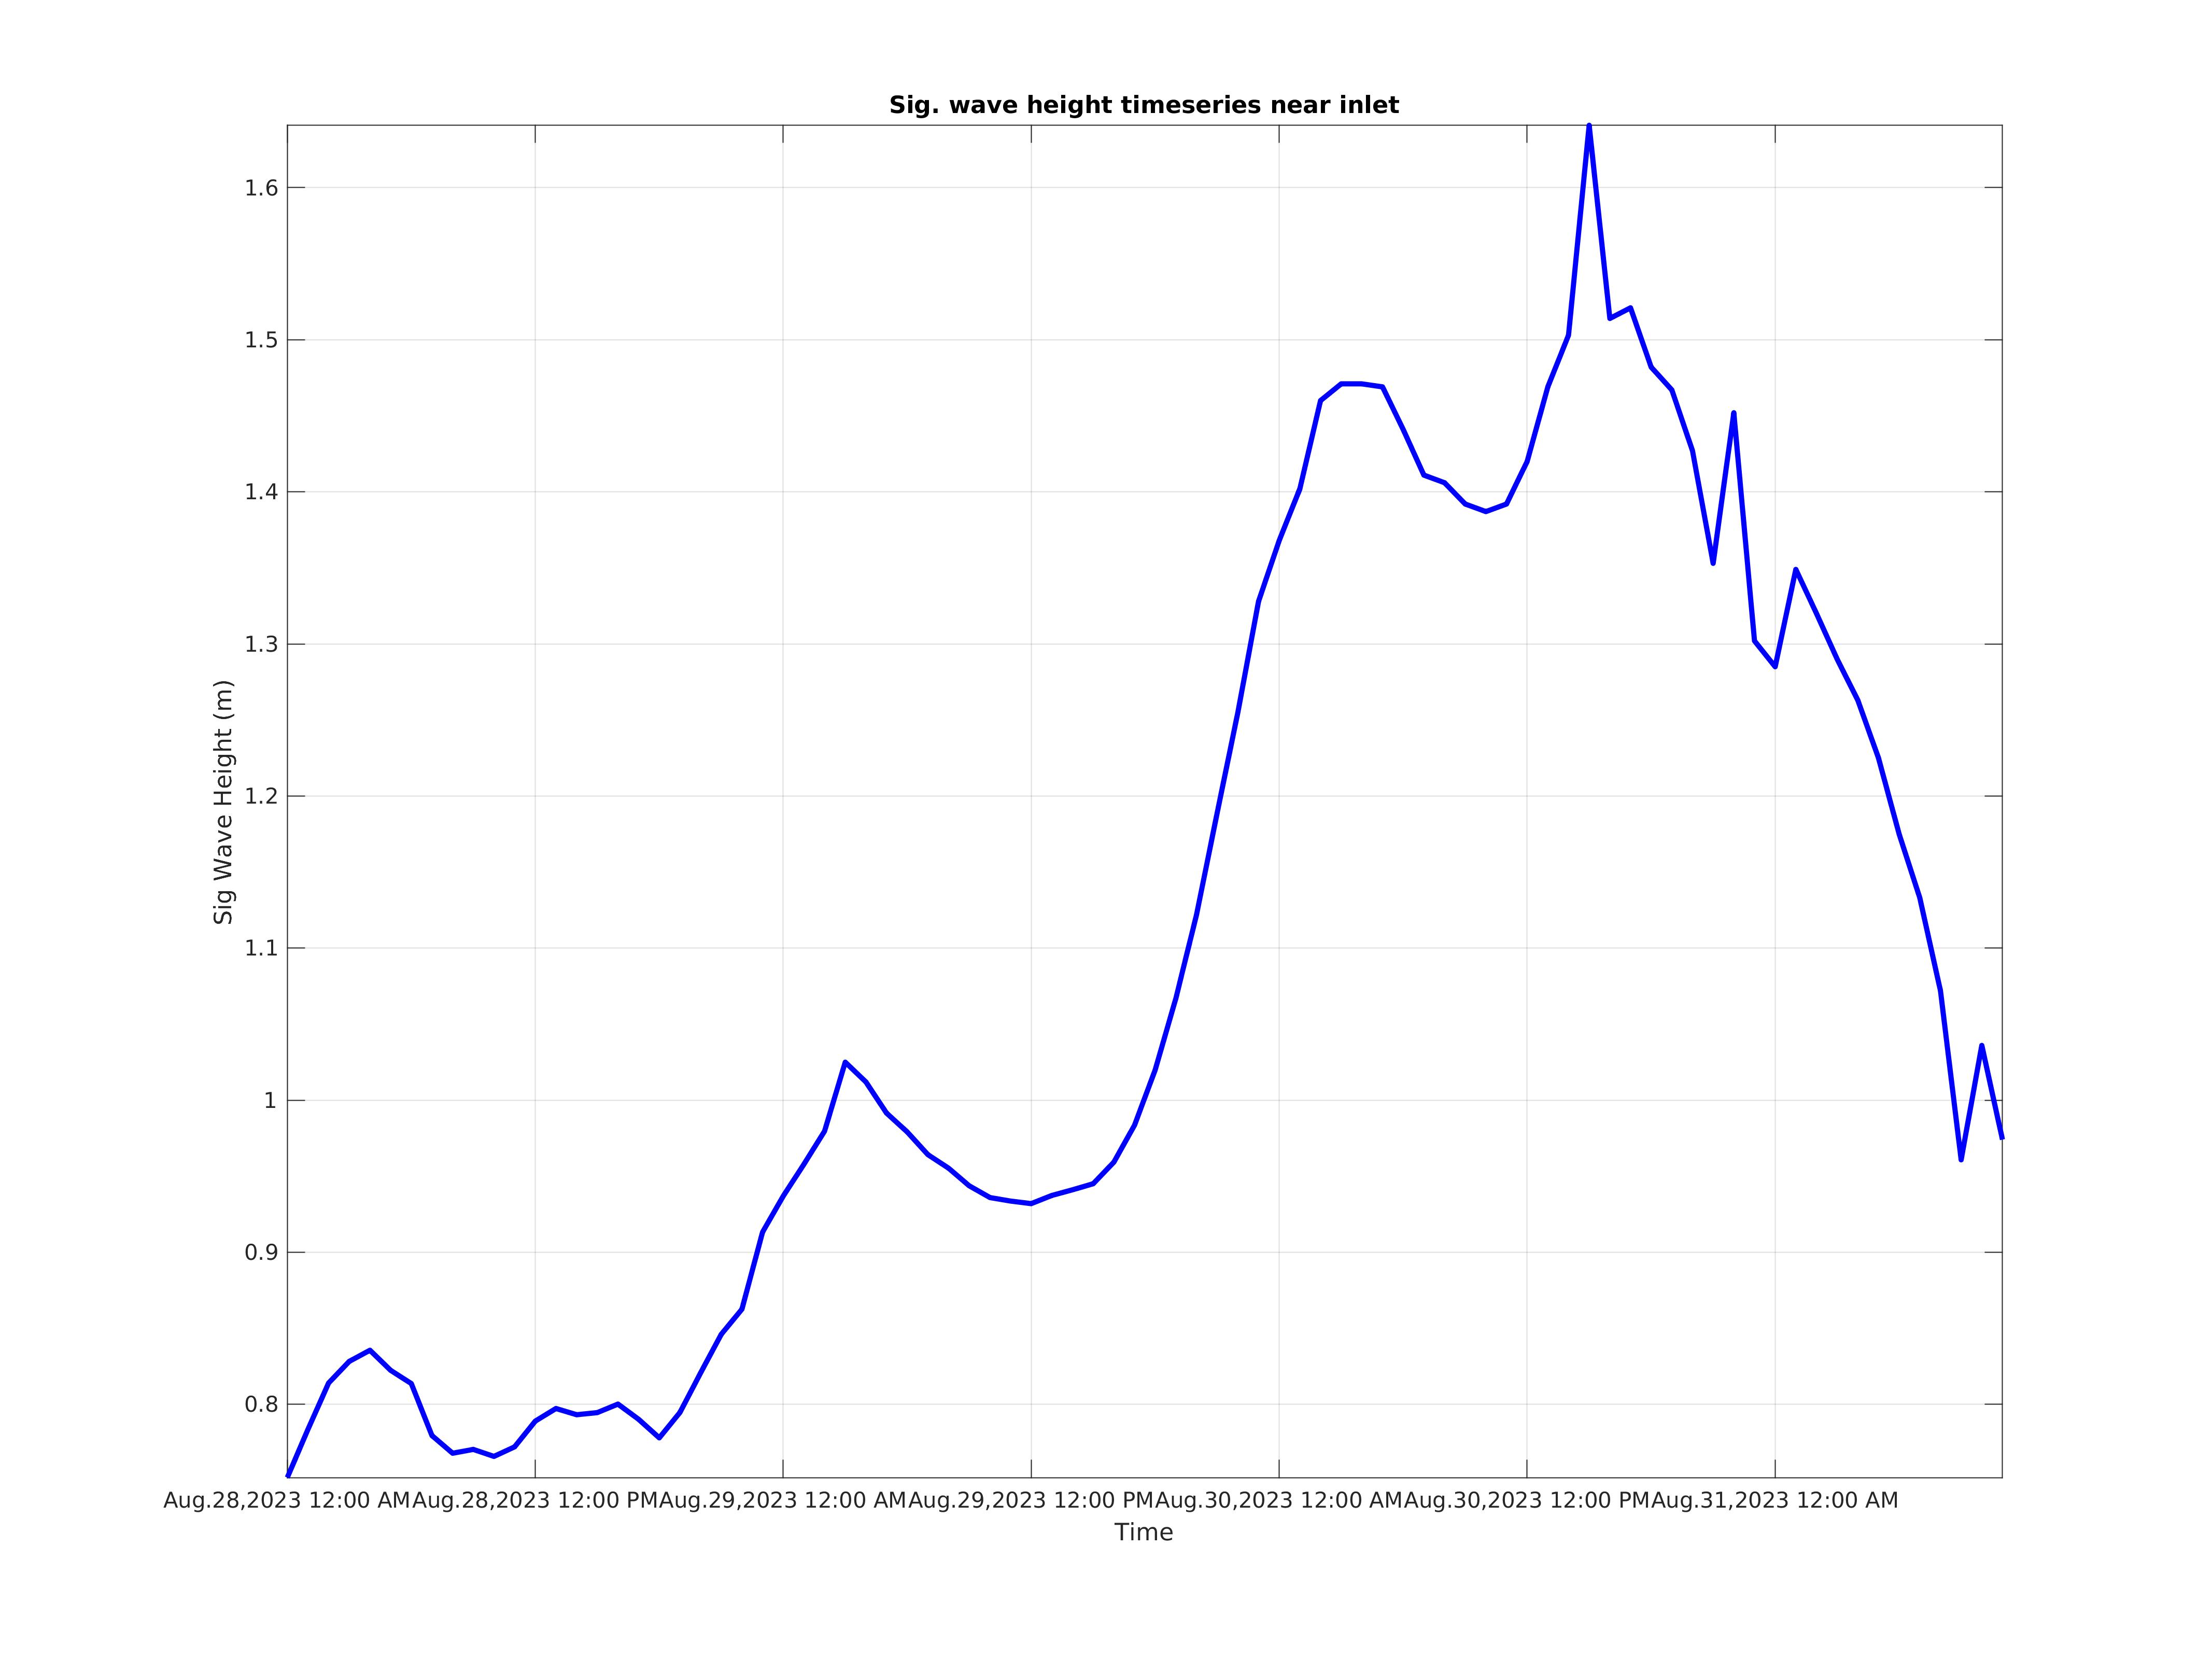 Sig. wave height timeseries near inlet
1.6
1.5
1.4
1.3
1.2
1.1
1
0.9
0.8
Sig Wave Height (m)
Aug.28,2023 12:00 AM Aug.28,2023 12:00 PM Aug.29,2023 12:00 AM Aug.29,2023 12:00 PM Aug.30,2023 12:00 AM Aug.30,2023 12:00 PM Aug.31,2023 12:00 AM
Time